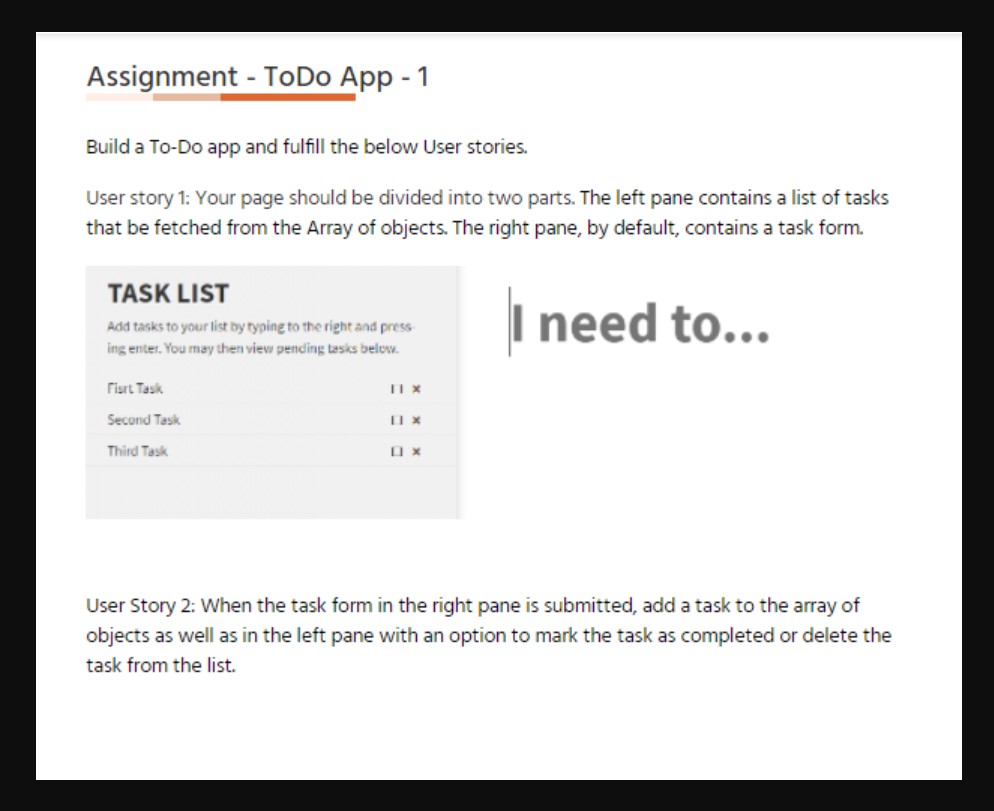 Assignment - ToDo App - 1
Build a To-Do app and fulfill the below User stories.
User story 1: Your page should be divided into two parts. The left pane contains a list of tasks
that be fetched from the Array of objects. The right pane, by default, contains a task form.
TASK LIST
Add tasks to your list by typing to the right and press-
ing enter. You may then view pending tasks below.
Fisrt Task [ ] ×
Second Task [ ] ×
Third Task [ ] ×
I need to...
User Story 2: When the task form in the right pane is submitted, add a task to the array of
objects as well as in the left pane with an option to mark the task as completed or delete the
task from the list.